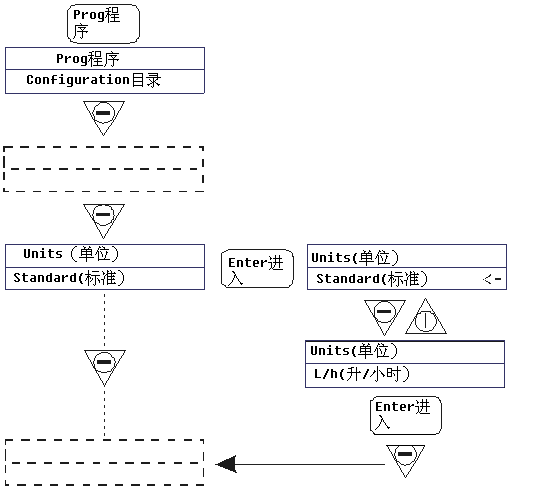 Prog程
序
Prog程序
Configuration目录
Units（单位）
Standard(标准）
Enter进
入
Units(单位）
Standard(标准） <-
Units(单位）
L/h(升/小时）
Enter进
入